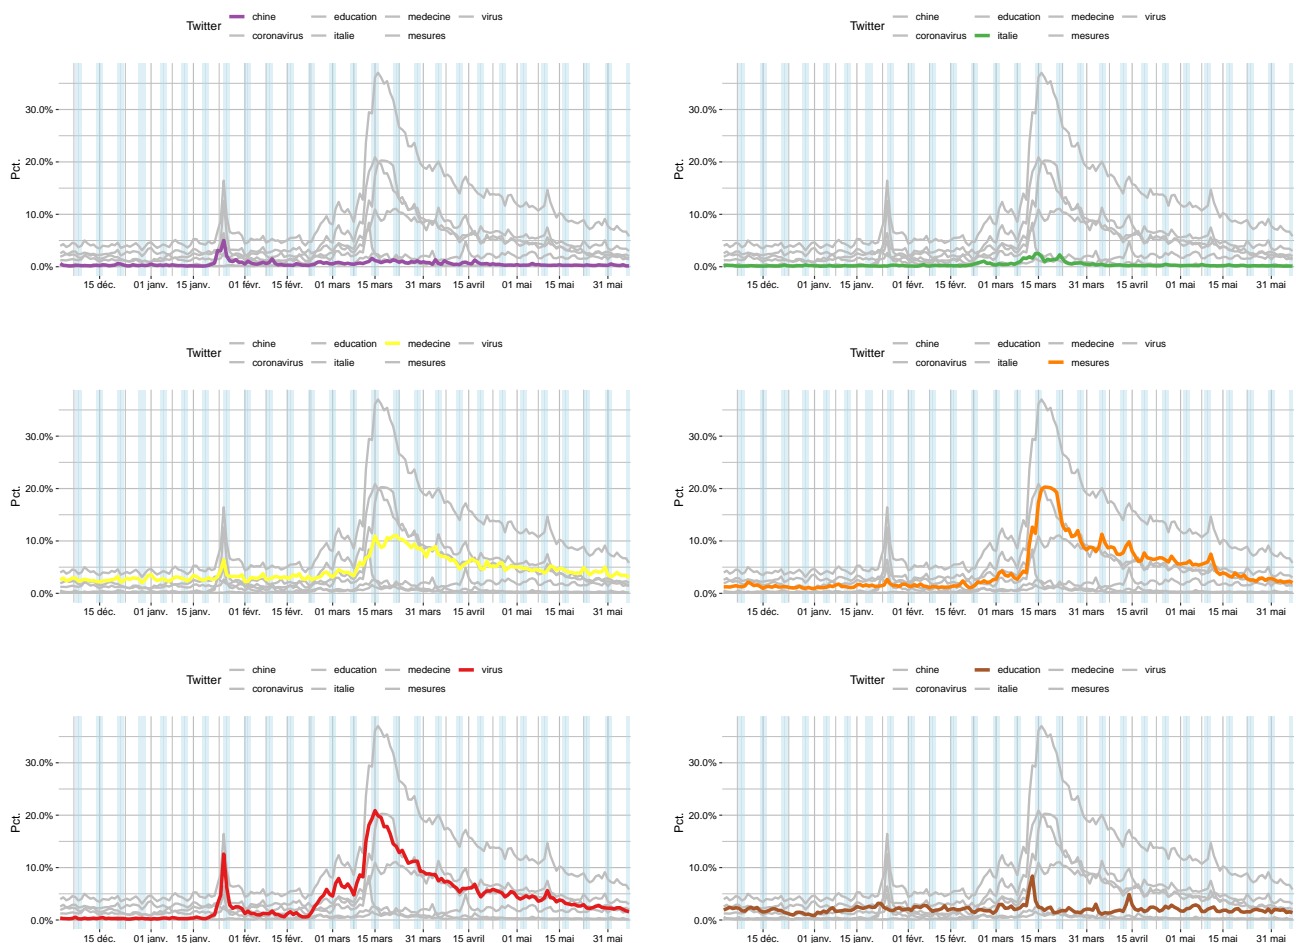 Twitter chine education medecine virus
coronavirus italie mesures
Pct.
30.0%
20.0%
10.0%
0.0%
15 déc. 01 janv. 15 janv. 01 févr. 15 févr. 01 mars 15 mars 31 mars 15 avril 01 mai 15 mai 31 mai
Twitter chine education medecine virus
coronavirus italie mesures
Pct.
30.0%
20.0%
10.0%
0.0%
15 déc. 01 janv. 15 janv. 01 févr. 15 févr. 01 mars 15 mars 31 mars 15 avril 01 mai 15 mai 31 mai
Twitter chine education medecine virus
coronavirus italie mesures
Pct.
30.0%
20.0%
10.0%
0.0%
15 déc. 01 janv. 15 janv. 01 févr. 15 févr. 01 mars 15 mars 31 mars 15 avril 01 mai 15 mai 31 mai
Twitter chine education medecine virus
coronavirus italie mesures
Pct.
30.0%
20.0%
10.0%
0.0%
15 déc. 01 janv. 15 janv. 01 févr. 15 févr. 01 mars 15 mars 31 mars 15 avril 01 mai 15 mai 31 mai
Twitter chine education medecine virus
coronavirus italie mesures
Pct.
30.0%
20.0%
10.0%
0.0%
15 déc. 01 janv. 15 janv. 01 févr. 15 févr. 01 mars 15 mars 31 mars 15 avril 01 mai 15 mai 31 mai
Twitter chine education medecine virus
coronavirus italie mesures
Pct.
30.0%
20.0%
10.0%
0.0%
15 déc. 01 janv. 15 janv. 01 févr. 15 févr. 01 mars 15 mars 31 mars 15 avril 01 mai 15 mai 31 mai